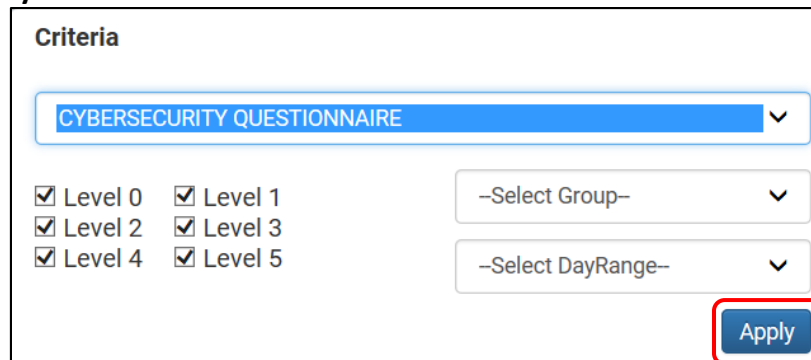 Criteria
CYBERSECURITY QUESTIONNAIRE
Level 0 Level 1
--Select Group--
Level 2 Level 3
Level 4 Level 5
--Select DayRange--
Apply